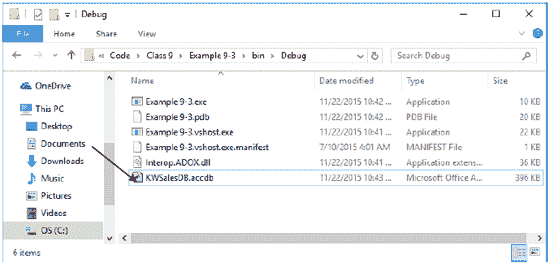 Debug
File Home Share View
« Code › Class 9 › Example 9-3 › bin › Debug
Search Debug
OneDrive
This PC
Desktop
Documents
Downloads
Music
Pictures
Videos
OS (C:)
Name Date modified Type Size
Example 9-3.exe 11/22/2015 10:42 ... Application 10 KB
Example 9-3.pdb 11/22/2015 10:42 ... PDB File 20 KB
Example 9-3.vshost.exe 11/22/2015 10:41 ... Application 22 KB
Example 9-3.vshost.exe.manifest 7/10/2015 4:01 AM MANIFEST File 1 KB
Interop.ADOX.dll 11/22/2015 10:41 ... Application extens... 36 KB
KWSalesDB.accdb 11/22/2015 10:43 ... Microsoft Office A... 396 KB
6 items